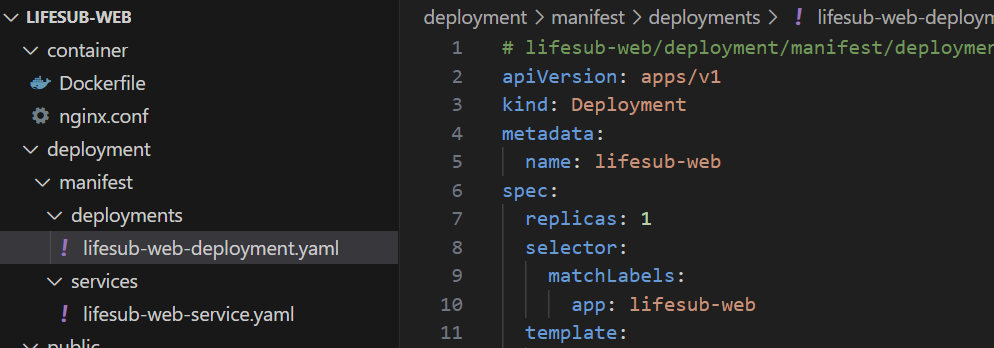 LIFESUB-WEB
container
Dockerfile
nginx.conf
deployment
manifest
deployments
! lifesub-web-deployment.yaml
services
! lifesub-web-service.yaml
public
deployment > manifest > deployments > ! lifesub-web-deploym
1 # lifesub-web/deployment/manifest/deploymen
2 apiVersion: apps/v1
3 kind: Deployment
4 metadata:
5 name: lifesub-web
6 spec:
7 replicas: 1
8 selector:
9 matchLabels:
10 app: lifesub-web
11 template: